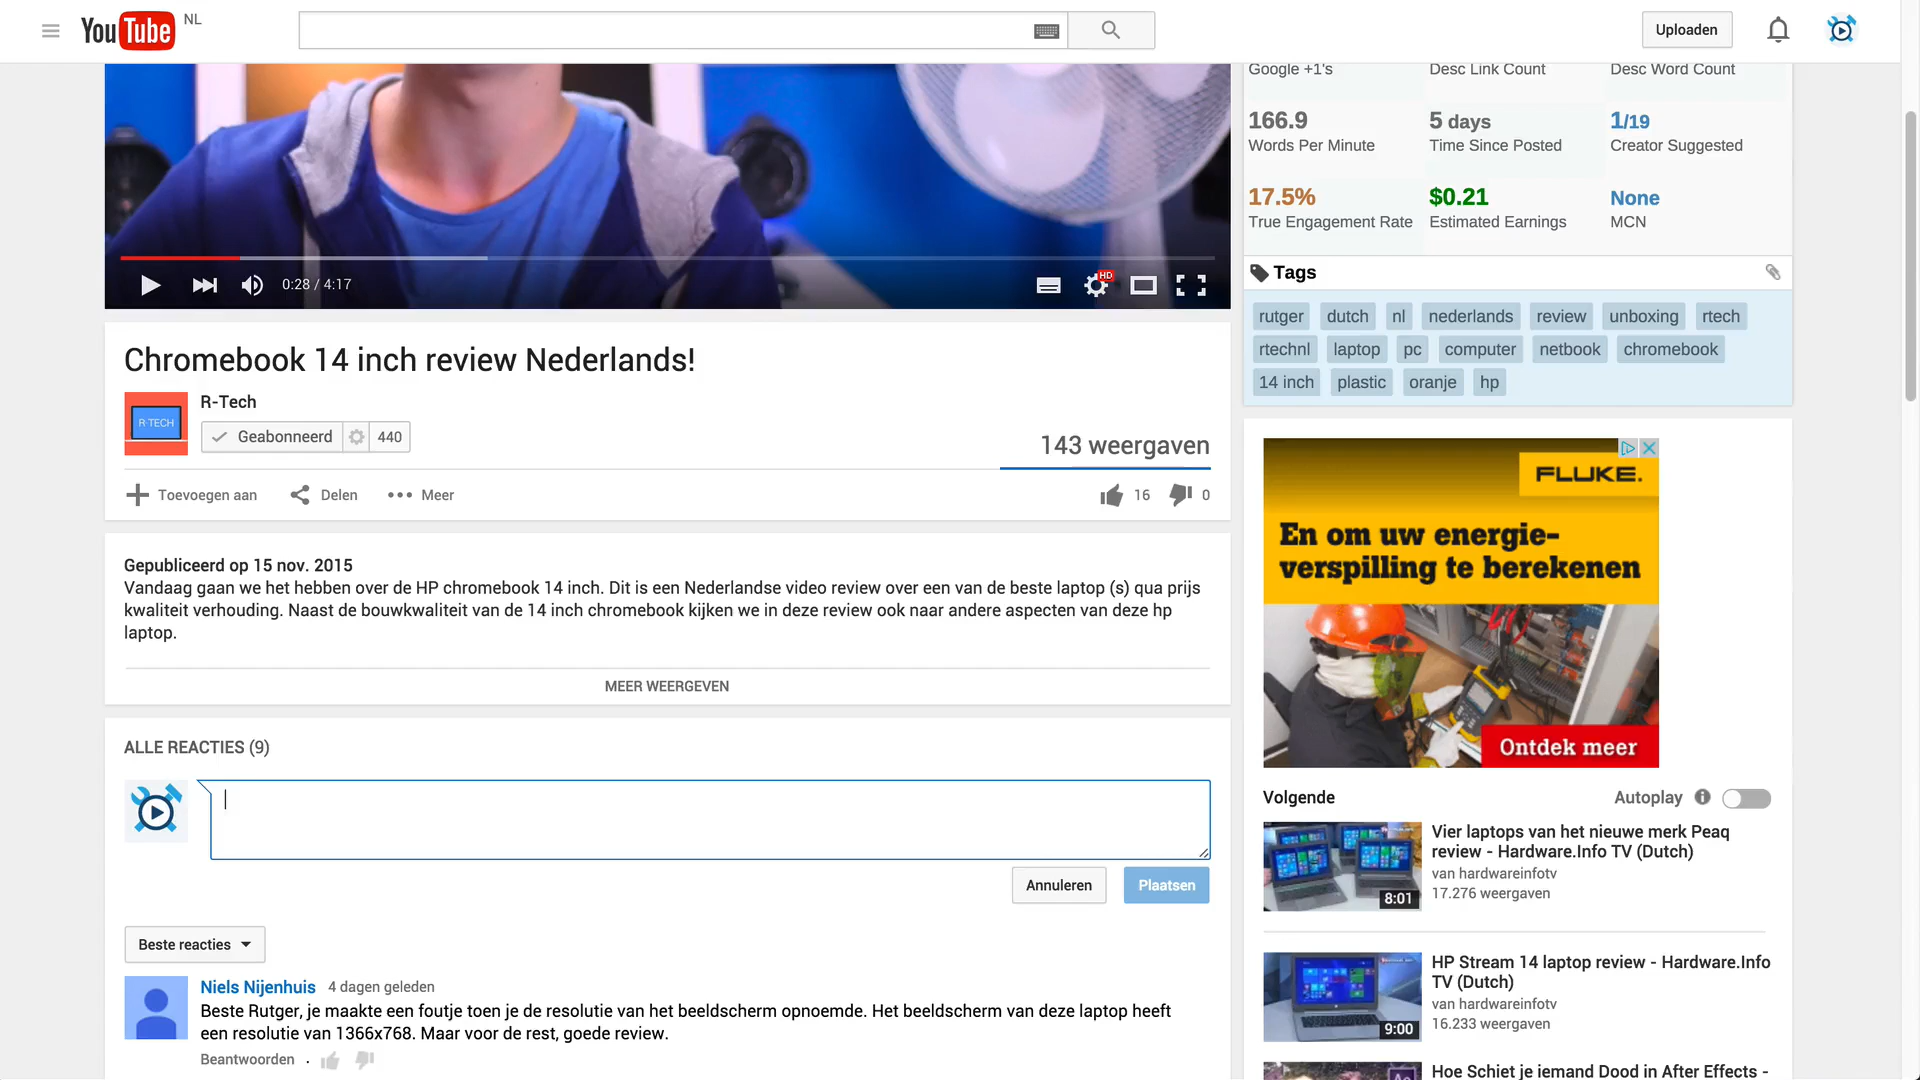 YouTube NL
Uploaden
Google +1's Desc Link Count Desc Word Count
166.9 5 days 1/19
Words Per Minute Time Since Posted Creator Suggested
17.5% $0.21 None
True Engagement Rate Estimated Earnings MCN
Tags
rutger dutch nl nederlands review unboxing rtech
rtechnl laptop pc computer netbook chromebook
14 inch plastic oranje hp
0:28 / 4:17
HD
Chromebook 14 inch review Nederlands!
R-TECH
R-Tech
Geabonneerd 440
143 weergaven
Toevoegen aan Delen Meer
16 0
Gepubliceerd op 15 nov. 2015
Vandaag gaan we het hebben over de HP chromebook 14 inch. Dit is een Nederlandse video review over een van de beste laptop (s) qua prijs
kwaliteit verhouding. Naast de bouwkwaliteit van de 14 inch chromebook kijken we in deze review ook naar andere aspecten van deze hp
laptop.
MEER WEERGEVEN
ALLE REACTIES (9)
Annuleren Plaatsen
Beste reacties
Niels Nijenhuis 4 dagen geleden
Beste Rutger, je maakte een foutje toen je de resolutie van het beeldscherm opnoemde. Het beeldscherm van deze laptop heeft
een resolutie van 1366x768. Maar voor de rest, goede review.
Beantwoorden .
FLUKE.
En om uw energie-
verspilling te berekenen
Ontdek meer
Volgende Autoplay
Vier laptops van het nieuwe merk Peaq
review - Hardware.Info TV (Dutch)
van hardwareinfotv
17.276 weergaven
8:01
HP Stream 14 laptop review - Hardware.Info
TV (Dutch)
van hardwareinfotv
16.233 weergaven
9:00
Hoe Schiet je iemand Dood in After Effects -
Ae